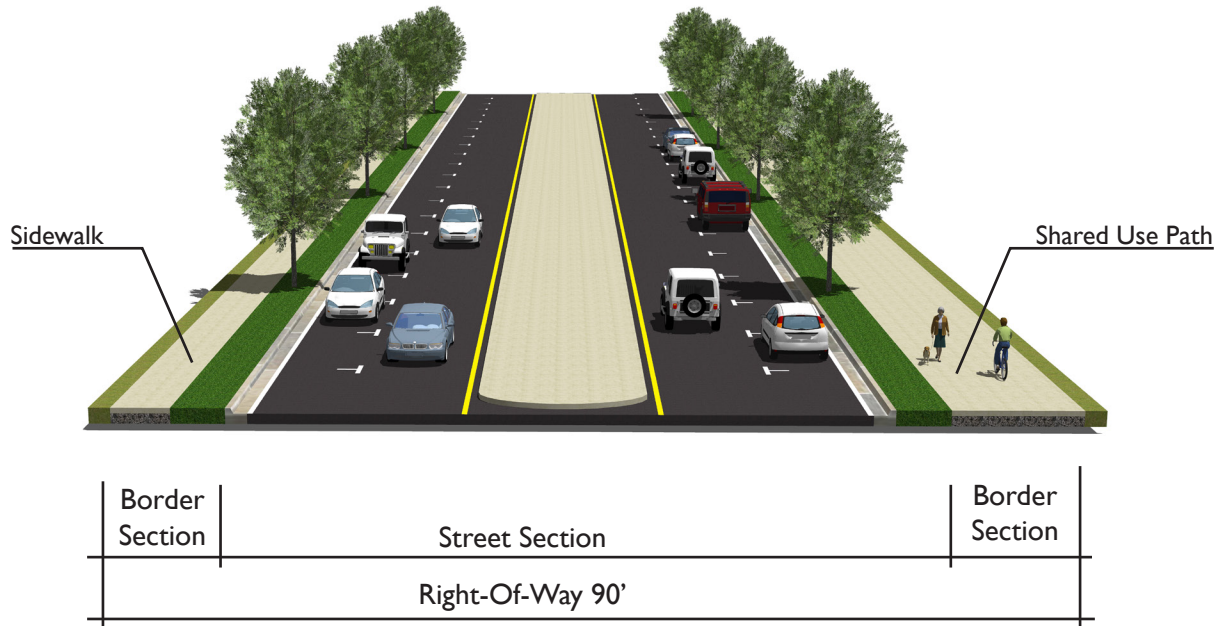 Sidewalk
Shared Use Path
Border
Section
Street Section
Border
Section
Right-Of-Way 90’